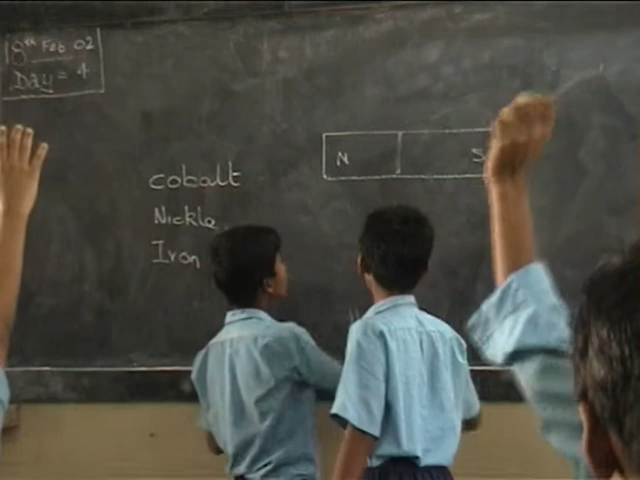 8th Feb 02
Day = 4
cobalt
Nickle
Iron
N S